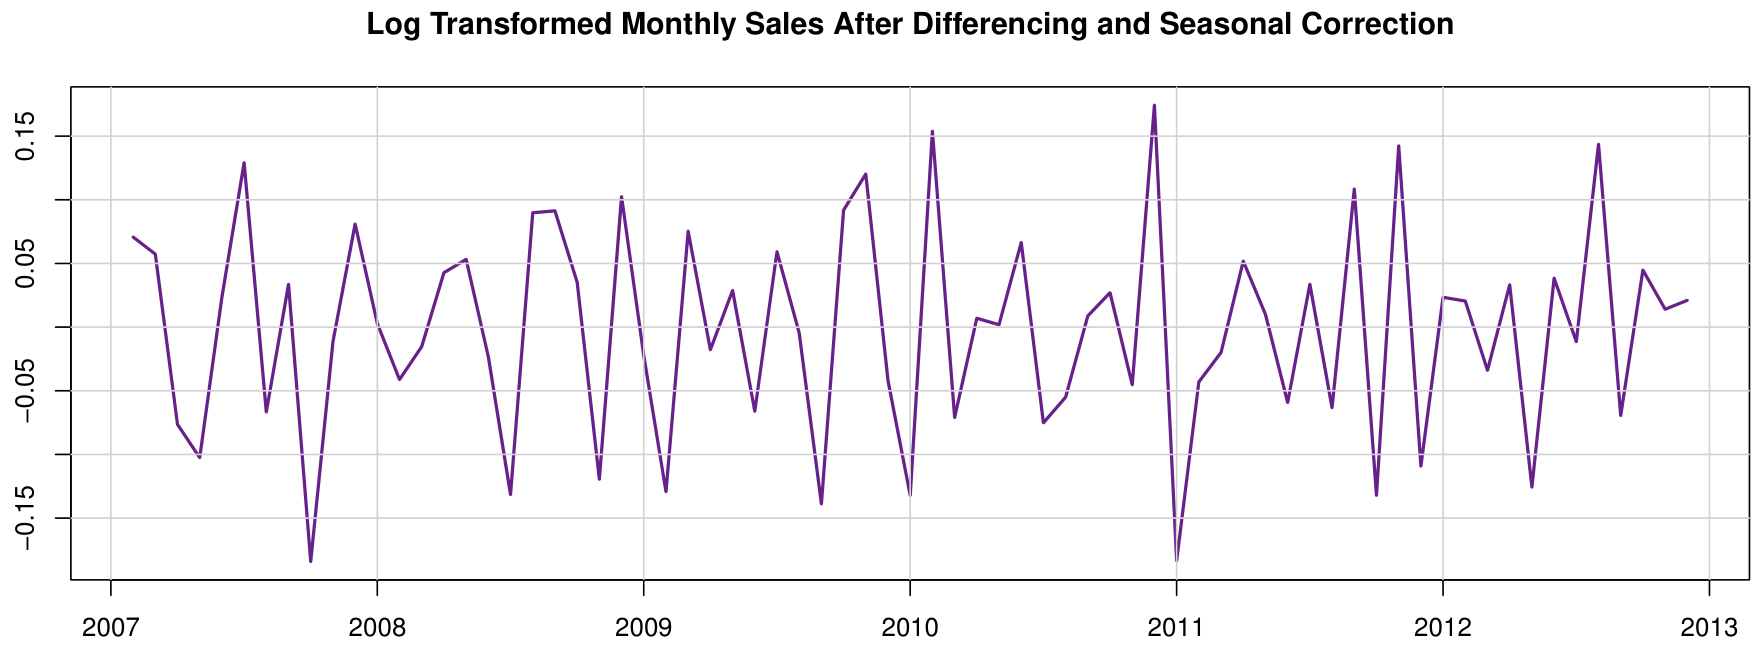 Log Transformed Monthly Sales After Differencing and Seasonal Correction
0.15
0.05
−0.05
−0.15
2007 2008 2009 2010 2011 2012 2013